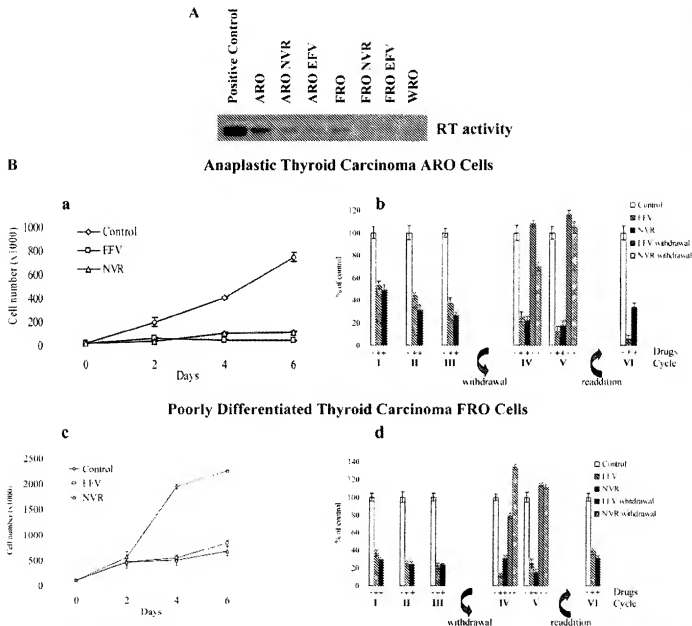 A
Positive Control
ARO
ARO NVR
ARO EFV
FRO
FRO NVR
FRO EFV
WRO
RT activity
B
Anaplastic Thyroid Carcinoma ARO Cells
a
Cell number (x1000)
1000
800
600
400
200
0
Control
EFV
NVR
0 2 4 6
Days
b
% of control
120
100
80
60
40
20
0
Control
EFV
NVR
EFV withdrawal
NVR withdrawal
- + + - + + - + + - + + - - - + + - - - + + Drugs
I II III IV V VI Cycle
withdrawal readdition
Poorly Differentiated Thyroid Carcinoma FRO Cells
c
Cell number (x1000)
2500
2000
1500
1000
500
0
Control
EFV
NVR
0 2 4 6
Days
d
% of control
140
120
100
80
60
40
20
0
Control
EFV
NVR
EFV withdrawal
NVR withdrawal
- + + - + + - + + - + + - - - + + - - - + + Drugs
I II III IV V VI Cycle
withdrawal readdition